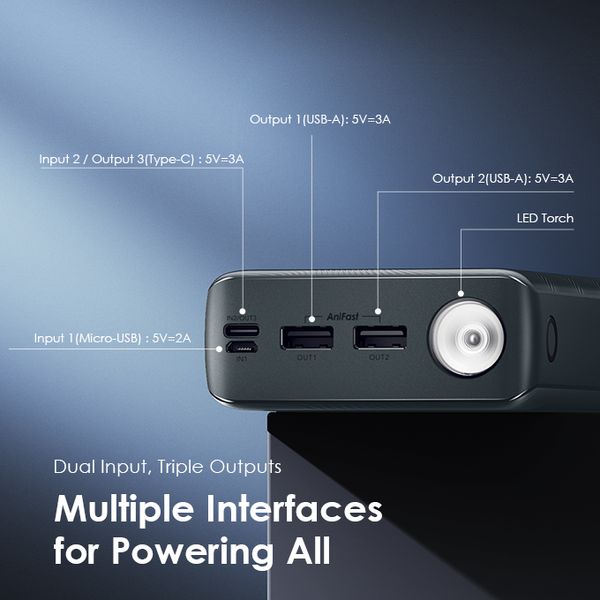 Output 1(USB-A): 5V=3A
Input 2 / Output 3(Type-C) : 5V=3A
Output 2(USB-A): 5V=3A
LED Torch
IN2/OUT3
AniFast
Input 1(Micro-USB) : 5V=2A
IN1
OUT1
OUT2
Dual Input, Triple Outputs
Multiple Interfaces
for Powering All